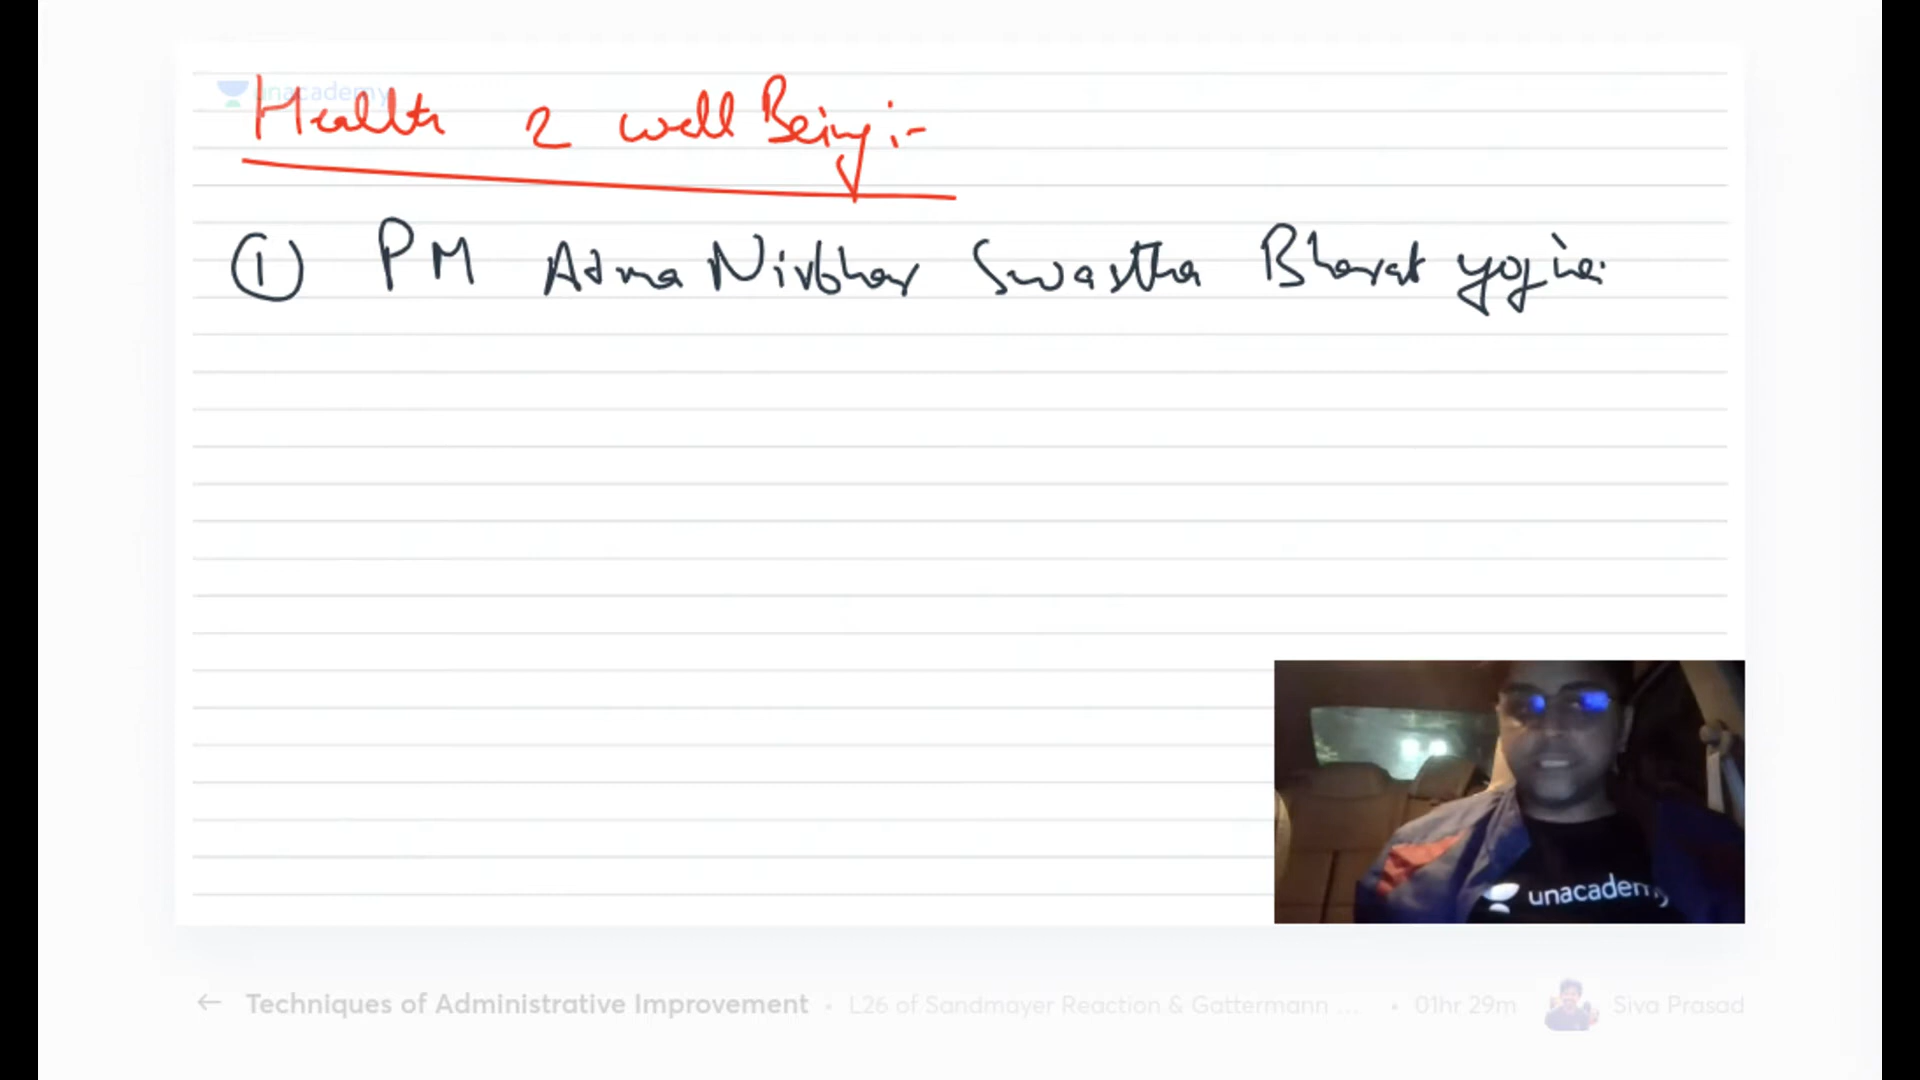 unacademy
Health & well Being:-
① PM Atma Nirbhar Swastha Bharat yojna:
unacademy
← Techniques of Administrative Improvement • L26 of Sandmayer Reaction & Gattermann ... • 01hr 29m Siva Prasad